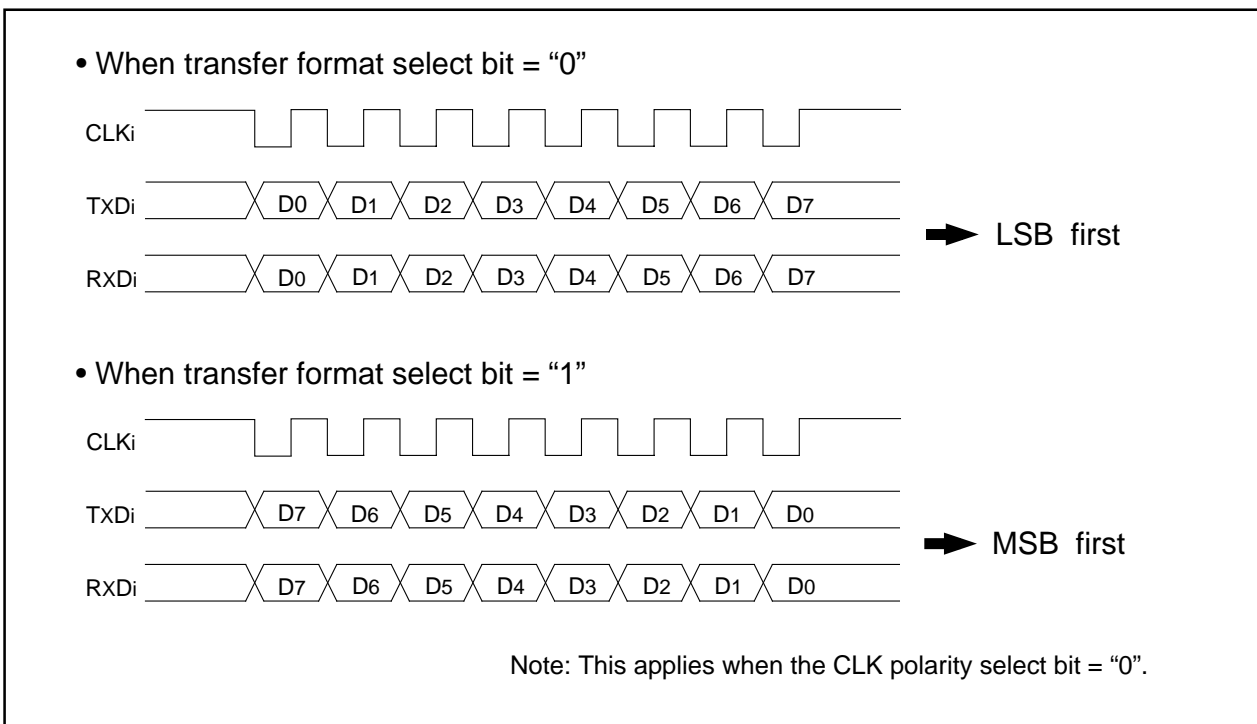 • When transfer format select bit = “0”
CLKi
TXDi D0 D1 D2 D3 D4 D5 D6 D7
LSB first
RXDi D0 D1 D2 D3 D4 D5 D6 D7
• When transfer format select bit = “1”
CLKi
TXDi D7 D6 D5 D4 D3 D2 D1 D0
MSB first
RXDi D7 D6 D5 D4 D3 D2 D1 D0
Note: This applies when the CLK polarity select bit = “0”.